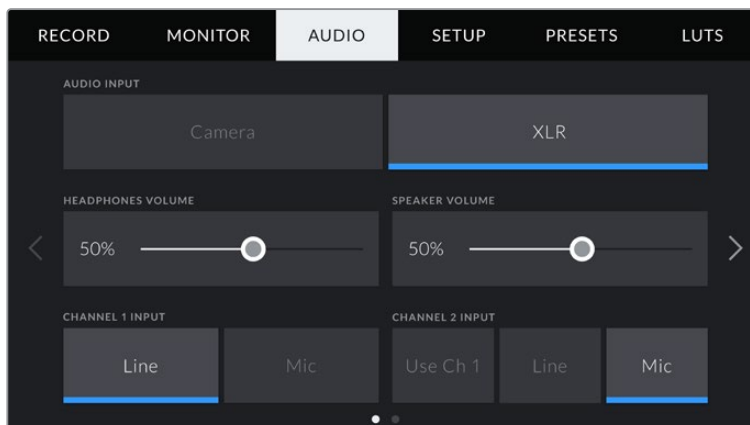 RECORD MONITOR AUDIO SETUP PRESETS LUTS
AUDIO INPUT
Camera XLR
HEADPHONES VOLUME SPEAKER VOLUME
50% 50%
CHANNEL 1 INPUT CHANNEL 2 INPUT
Line Mic Use Ch 1 Line Mic